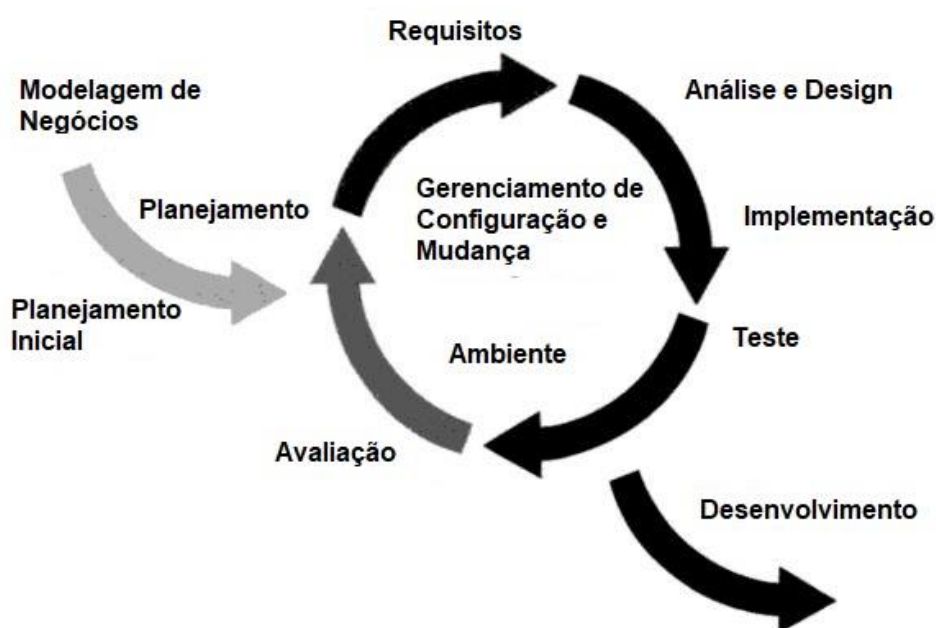 Requisitos
Modelagem de
Negócios
Análise e Design
Planejamento
Gerenciamento de
Configuração e
Mudança
Implementação
Planejamento
Inicial
Teste
Ambiente
Avaliação
Desenvolvimento